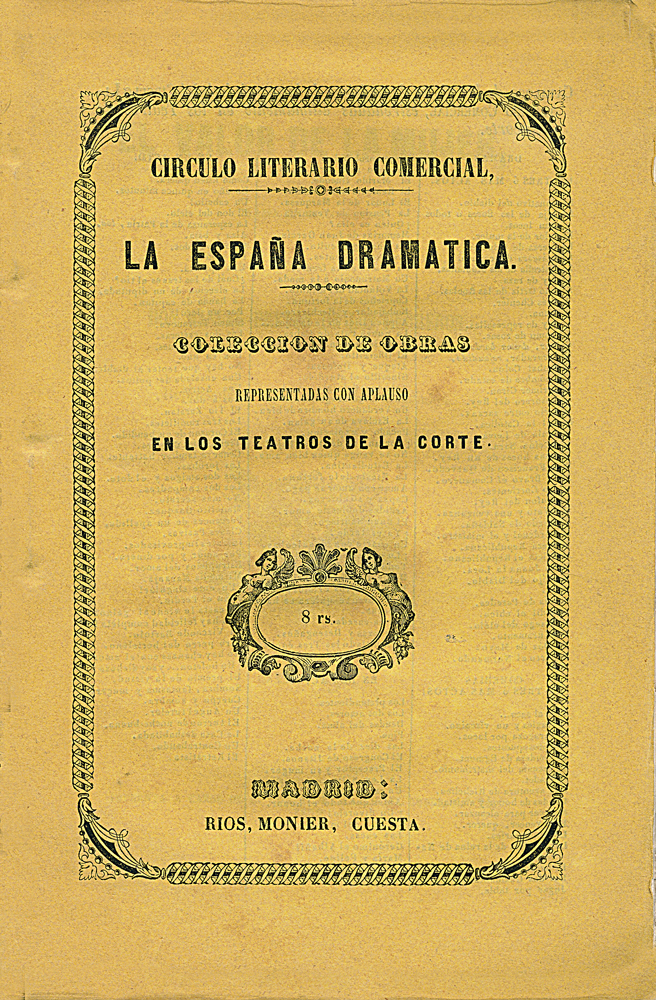 CIRCULO LITERARIO COMERCIAL,
LA ESPAÑA DRAMATICA.
COLECCION DE OBRAS
REPRESENTADAS CON APLAUSO
EN LOS TEATROS DE LA CORTE.
8 rs.
MADRID:
RIOS, MONIER, CUESTA.